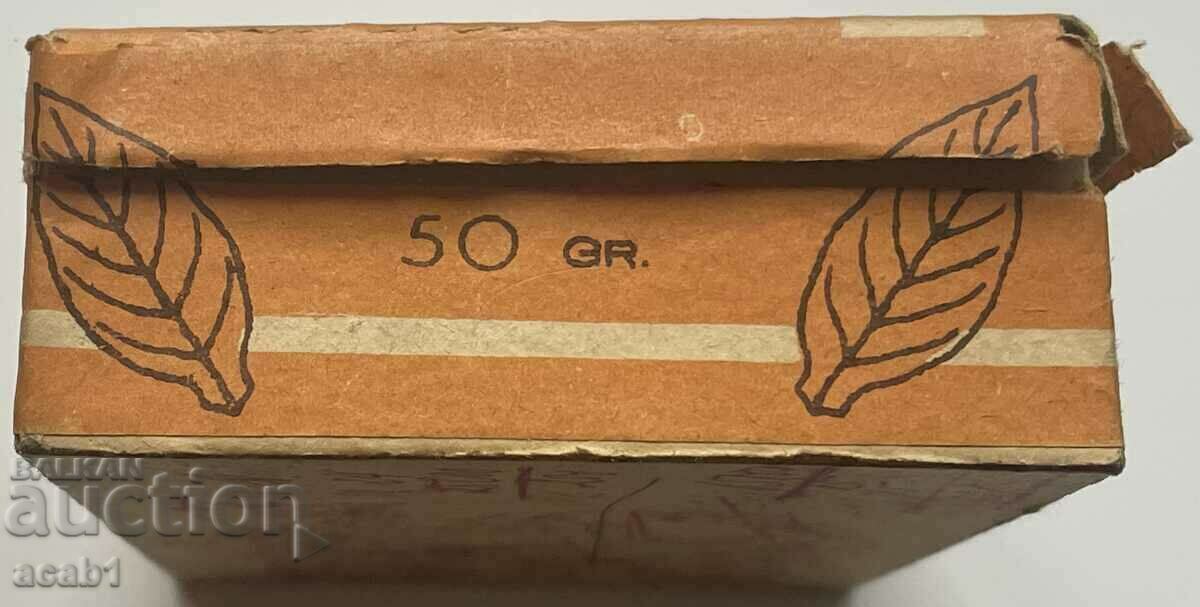 50 GR.
BALKAN
auction
acab1